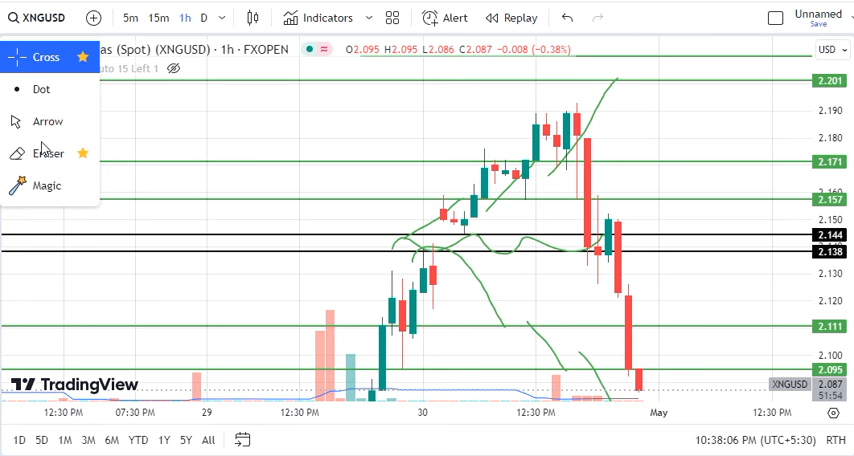 XNGUSD 5m 15m 1h D Indicators Alert Replay Unnamed
Save
as (Spot) (XNGUSD) · 1h · FXOPEN O2.095 H2.095 L2.086 C2.087 -0.008 (-0.38%) USD
uto 15 Left 1
Cross
Dot
Arrow
Eraser
Magic
2.201
2.190
2.180
2.171
2.157
2.150
2.144
2.138
2.130
2.120
2.111
2.100
2.095
XNGUSD 2.087
51:54
TradingView
12:30 PM 07:30 PM 29 12:30 PM 30 12:30 PM May 12:30 PM
1D 5D 1M 3M 6M YTD 1Y 5Y All 10:38:06 PM (UTC+5:30) RTH